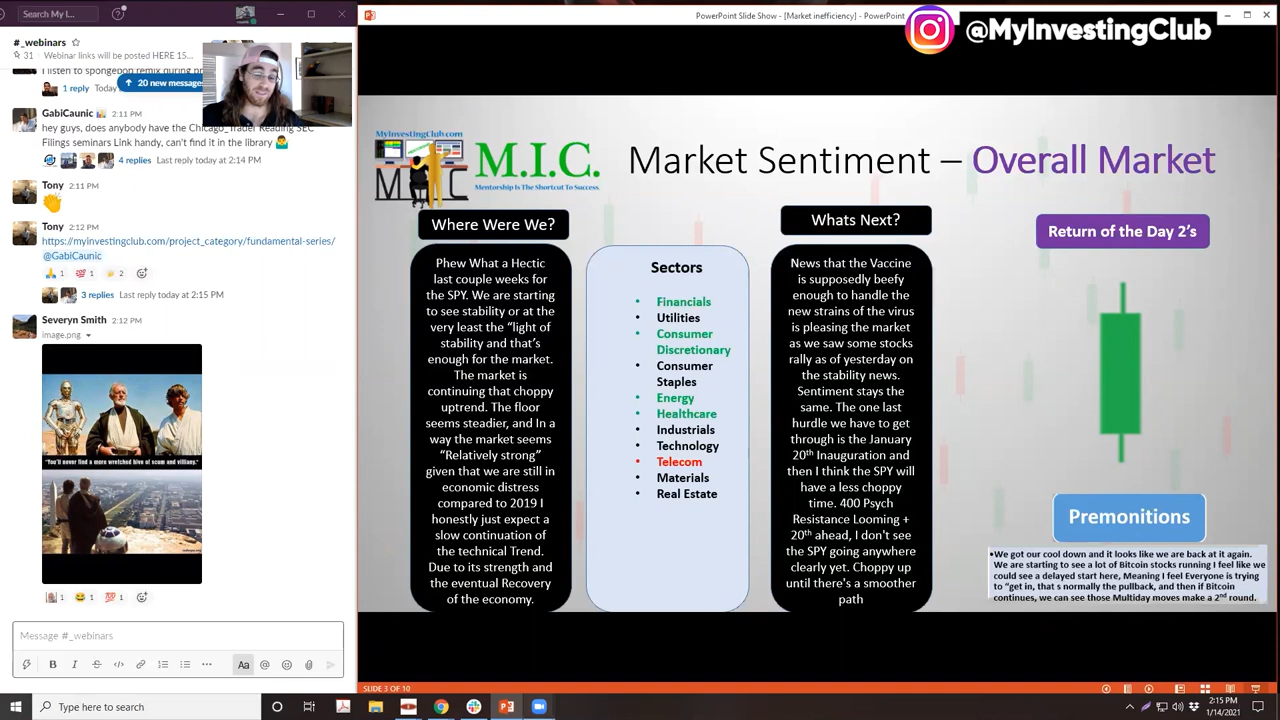 Search My Investing Club
#_webinars
31 Webinar links will be posted HERE 15...
I listen to spongebob remix during
1 reply Today
20 new message
GabiCaunic 2:11 PM
hey guys, does anybody have the Chicago_Trader Reading SEC
Filings seminars Link handy, can't find it in the library
4 replies Last reply today at 2:14 PM
Tony 2:11 PM
Tony 2:12 PM
https://myinvestingclub.com/project_category/fundamental-series/
@GabiCaunic
1 1 2
3 replies Last reply today at 2:15 PM
Severyn Smith 2:12 PM
image.png
"You'll never find a more wretched hive of scum and villainy."
1 1 1
Message #_webinars
B I S Aa @
PowerPoint Slide Show - [Market inefficiency] - PowerPoint
@MyInvestingClub
MyInvestingClub.com
M.I.C.
Mentorship Is The Shortcut To Success.
MIC
Market Sentiment – Overall Market
Where Were We?
Phew What a Hectic
last couple weeks for
the SPY. We are starting
to see stability or at the
very least the “light of
stability and that’s
enough for the market.
The market is
continuing that choppy
uptrend. The floor
seems steadier, and In a
way the market seems
“Relatively strong”
given that we are still in
economic distress
compared to 2019 I
honestly just expect a
slow continuation of
the technical Trend.
Due to its strength and
the eventual Recovery
of the economy.
Sectors
• Financials
• Utilities
• Consumer
Discretionary
• Consumer
Staples
• Energy
• Healthcare
• Industrials
• Technology
• Telecom
• Materials
• Real Estate
Whats Next?
News that the Vaccine
is supposedly beefy
enough to handle the
new strains of the virus
is pleasing the market
as we saw some stocks
rally as of yesterday on
the stability news.
Sentiment stays the
same. The one last
hurdle we have to get
through is the January
20th Inauguration and
then I think the SPY will
have a less choppy
time. 400 Psych
Resistance Looming +
20th ahead, I don't see
the SPY going anywhere
clearly yet. Choppy up
until there's a smoother
path
Return of the Day 2’s
Premonitions
•We got our cool down and it looks like we are back at it again.
We are starting to see a lot of Bitcoin stocks running I feel like we
could see a delayed start here, Meaning I feel Everyone is trying
to “get in, that s normally the pullback, and then if Bitcoin
continues, we can see those Multiday moves make a 2nd round.
SLIDE 3 OF 10
Type here to search
2:15 PM
1/14/2021